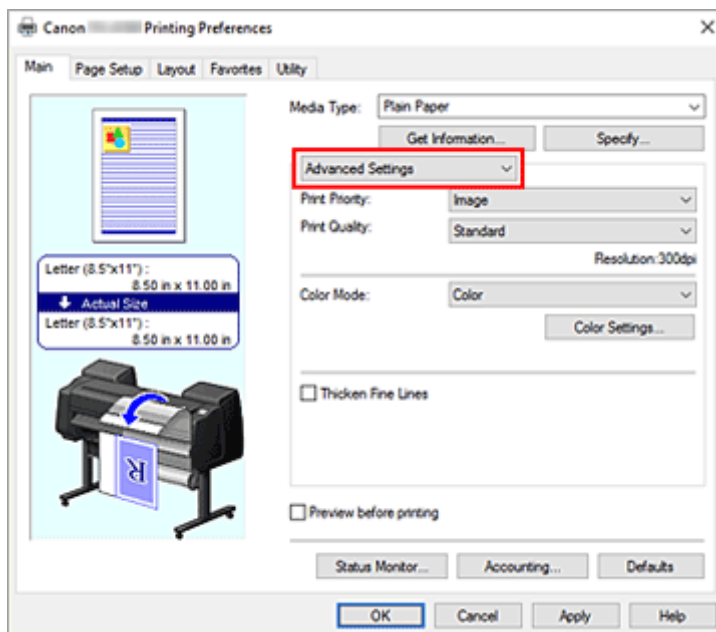 Canon Printing Preferences
Main Page Setup Layout Favorites Utility
Media Type: Plain Paper
Get Information... Specify...
Advanced Settings
Print Priority: Image
Print Quality: Standard
Resolution:300dpi
Color Mode: Color
Color Settings...
Thicken Fine Lines
Letter (8.5"x11") :
8.50 in x 11.00 in
Actual Size
Letter (8.5"x11") :
8.50 in x 11.00 in
R
Preview before printing
Status Monitor... Accounting... Defaults
OK Cancel Apply Help